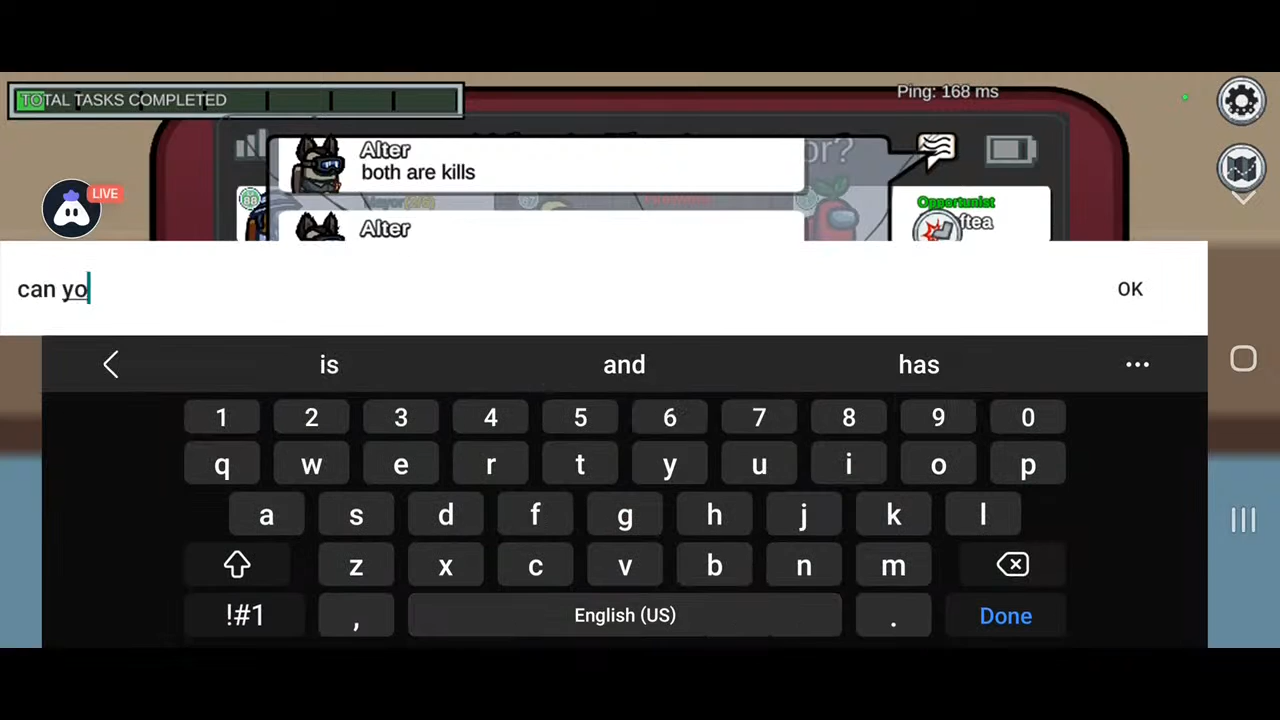 TOTAL TASKS COMPLETED
Ping: 168 ms
LIVE
Alter
or?
both are kills
Opportunist
ftea
Alter
can yo
OK
is and has
1 2 3 4 5 6 7 8 9 0
q w e r t y u i o p
a s d f g h j k l
z x c v b n m
!#1 , English (US) . Done